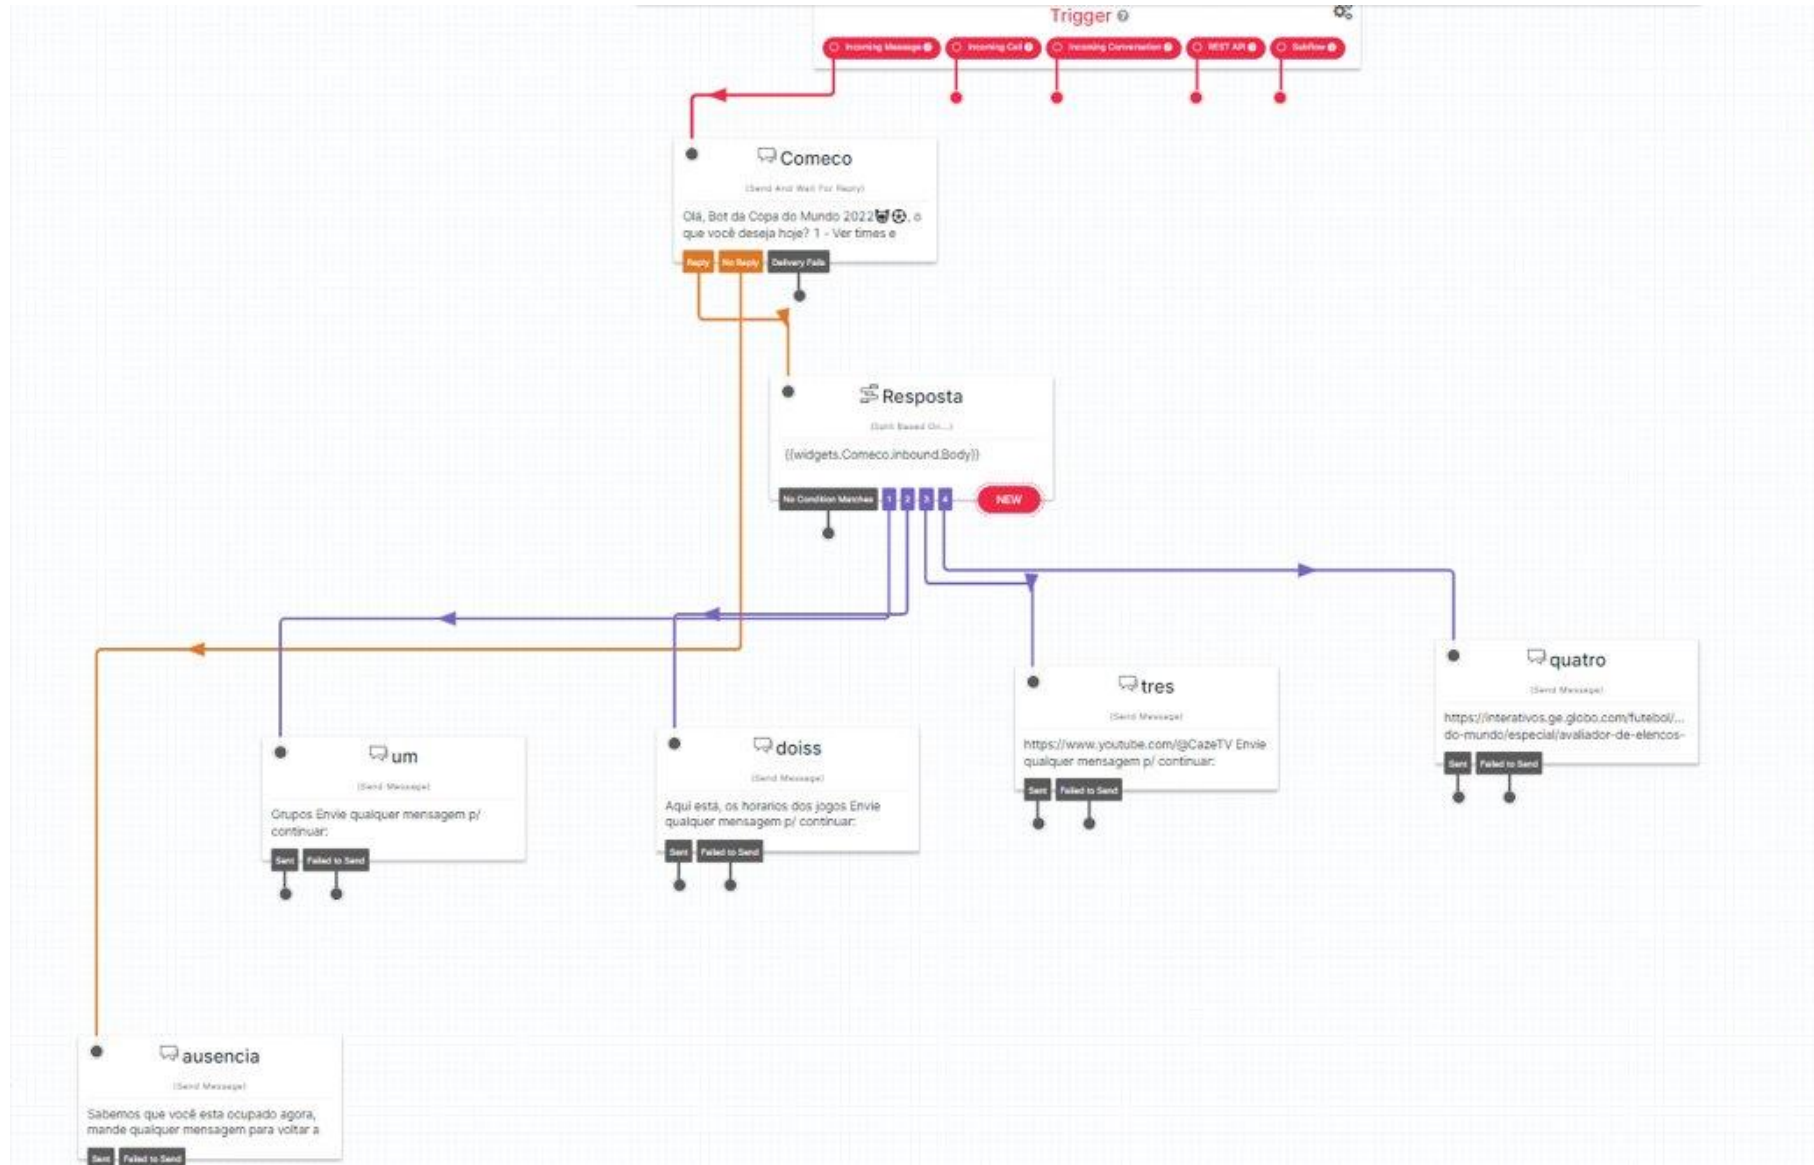 Trigger
Incoming Message
Incoming Call
Incoming Conversation
REST API
Subflow
Comeco
(Send And Wait For Reply)
Olá, Bot da Copa do Mundo 2022🐯⚽, o
que você deseja hoje? 1 - Ver times e
Reply
No Reply
Delivery Fails
Resposta
(Split Based On...)
{{widgets.Comeco.inbound.Body}}
No Condition Matches
1
2
3
4
NEW
quatro
(Send Message)
https://interativos.ge.globo.com/futebol/...
do-mundo/especial/avaliador-de-elencos-
Sent
Failed to Send
tres
(Send Message)
https://www.youtube.com/@CazeTV Envie
qualquer mensagem p/ continuar:
Sent
Failed to Send
um
(Send Message)
Grupos Envie qualquer mensagem p/
continuar:
Sent
Failed to Send
doiss
(Send Message)
Aqui está, os horarios dos jogos Envie
qualquer mensagem p/ continuar:
Sent
Failed to Send
ausencia
(Send Message)
Sabemos que você esta ocupado agora,
mande qualquer mensagem para voltar a
Sent
Failed to Send